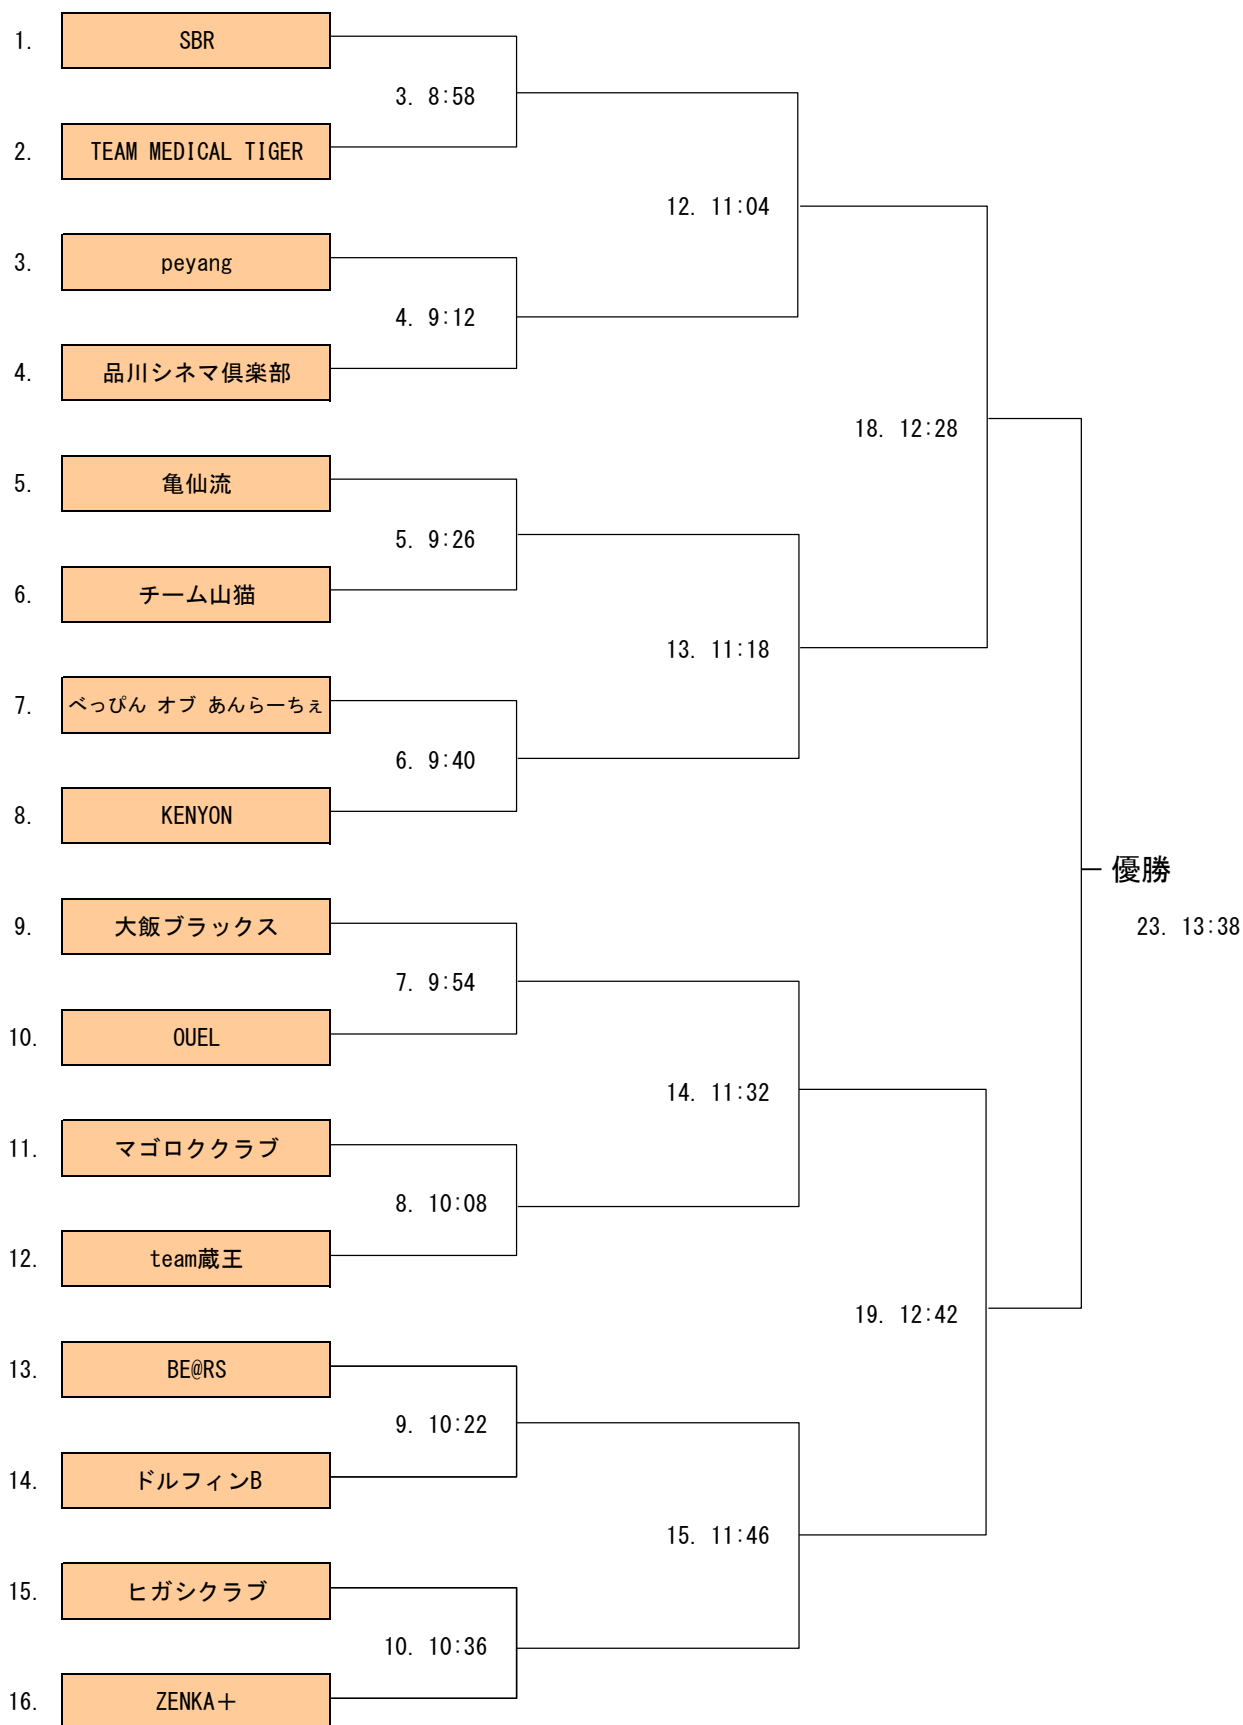 1. SBR
3. 8:58
2. TEAM MEDICAL TIGER
12. 11:04
3. peyang
4. 9:12
4. 品川シネマ倶楽部
18. 12:28
5. 亀仙流
5. 9:26
6. チーム山猫
13. 11:18
7. べっぴん オブ あんらーちぇ
6. 9:40
8. KENYON
優勝
9. 大飯ブラックス
23. 13:38
7. 9:54
10. OUEL
14. 11:32
11. マゴロククラブ
8. 10:08
12. team蔵王
19. 12:42
13. BE@RS
9. 10:22
14. ドルフィンB
15. 11:46
15. ヒガシクラブ
10. 10:36
16. ZENKA＋